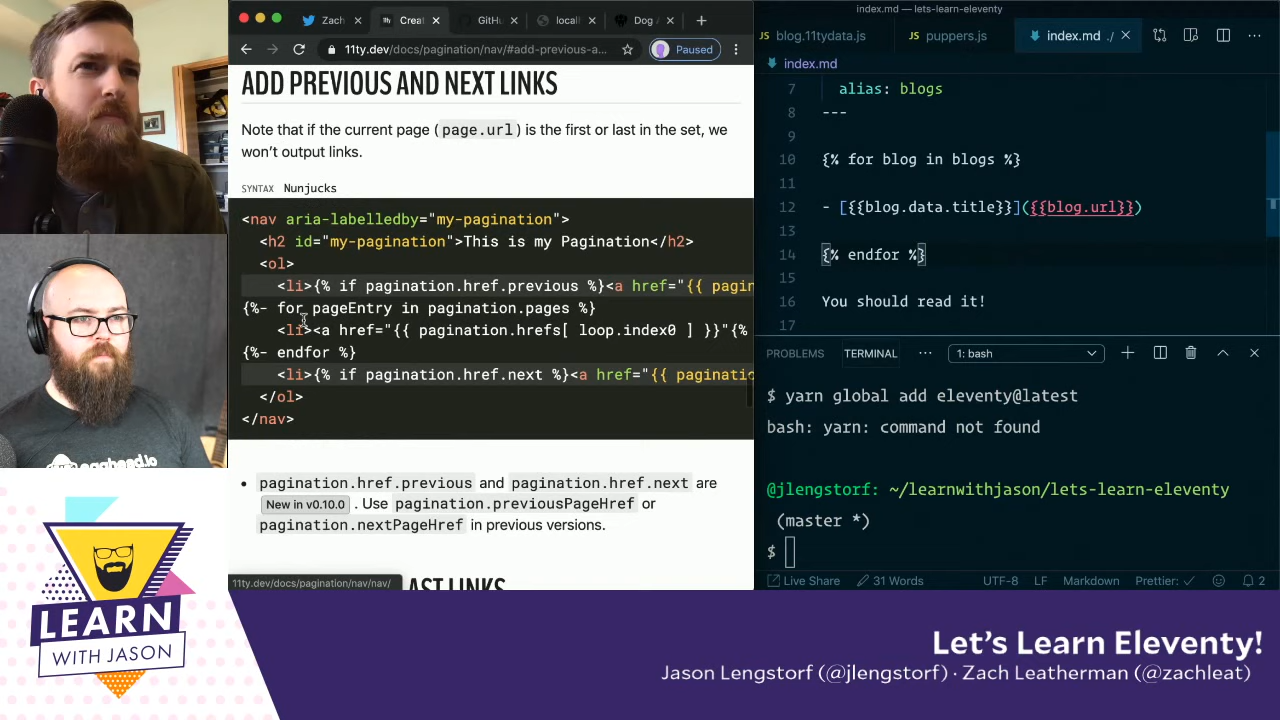 index.md — lets-learn-eleventy
Zach
Creat
GitHu
locall
Dog A
11ty.dev/docs/pagination/nav/#add-previous-a...
Paused
ADD PREVIOUS AND NEXT LINKS
Note that if the current page ( page.url ) is the first or last in the set, we
won’t output links.
SYNTAX Nunjucks
<nav aria-labelledby="my-pagination">
<h2 id="my-pagination">This is my Pagination</h2>
<ol>
<li>{% if pagination.href.previous %}<a href="{{ pagin
{%- for pageEntry in pagination.pages %}
<li><a href="{{ pagination.hrefs[ loop.index0 ] }}"{%
{%- endfor %}
<li>{% if pagination.href.next %}<a href="{{ paginatio
</ol>
</nav>
pagination.href.previous and pagination.href.next are
New in v0.10.0 . Use pagination.previousPageHref or
pagination.nextPageHref in previous versions.
11ty.dev/docs/pagination/nav/nav/
AST LINKS
blog.11tydata.js
puppers.js
index.md ./
index.md
7 alias: blogs
8 ---
9
10 {% for blog in blogs %}
11
12 - [{{blog.data.title}}]({{blog.url}})
13
14 {% endfor %}
15
16 You should read it!
17
PROBLEMS TERMINAL ... 1: bash
$ yarn global add eleventy@latest
bash: yarn: command not found
@jlengstorf: ~/learnwithjason/lets-learn-eleventy
(master *)
$
Live Share 31 Words UTF-8 LF Markdown Prettier: ✓ 2
LEARN
WITH JASON
Let’s Learn Eleventy!
Jason Lengstorf (@jlengstorf) · Zach Leatherman (@zachleat)